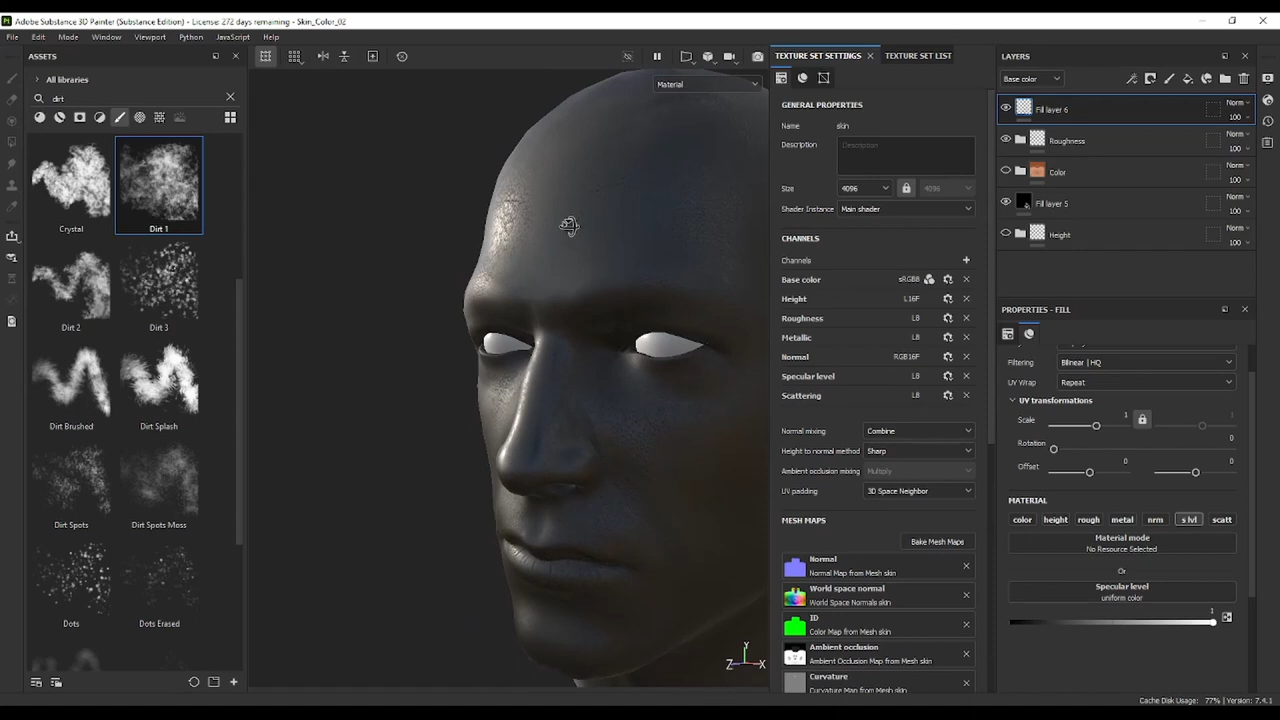 Adobe Substance 3D Painter (Substance Edition) - License: 272 days remaining - Skin_Color_02
File Edit Mode Window Viewport Python JavaScript Help
ASSETS
All libraries
dirt
Crystal
Dirt 1
Dirt 2
Dirt 3
Dirt Brushed
Dirt Splash
Dirt Spots
Dirt Spots Moss
Dots
Dots Erased
Material
Y
Z X
TEXTURE SET SETTINGS
TEXTURE SET LIST
GENERAL PROPERTIES
Name skin
Description Description
Size 4096 4096
Shader Instance Main shader
CHANNELS
Channels
Base color sRGB8
Height L16F
Roughness L8
Metallic L8
Normal RGB16F
Specular level L8
Scattering L8
Normal mixing Combine
Height to normal method Sharp
Ambient occlusion mixing Multiply
UV padding 3D Space Neighbor
MESH MAPS
Bake Mesh Maps
Normal
Normal Map from Mesh skin
World space normal
World Space Normals skin
ID
Color Map from Mesh skin
Ambient occlusion
Ambient Occlusion Map from Mesh skin
Curvature
Curvature Map from Mesh skin
LAYERS
Base color
Fill layer 6 Norm 100
Roughness Norm 100
Color Norm 100
Fill layer 5 Norm 100
Height Norm 100
PROPERTIES - FILL
Filtering Bilinear | HQ
UV Wrap Repeat
UV transformations
Scale 1 1
Rotation 0
Offset 0 0
MATERIAL
color height rough metal nrm s lvl scatt
Material mode
No Resource Selected
Or
Specular level
uniform color
1
Cache Disk Usage: 77% | Version: 7.4.1